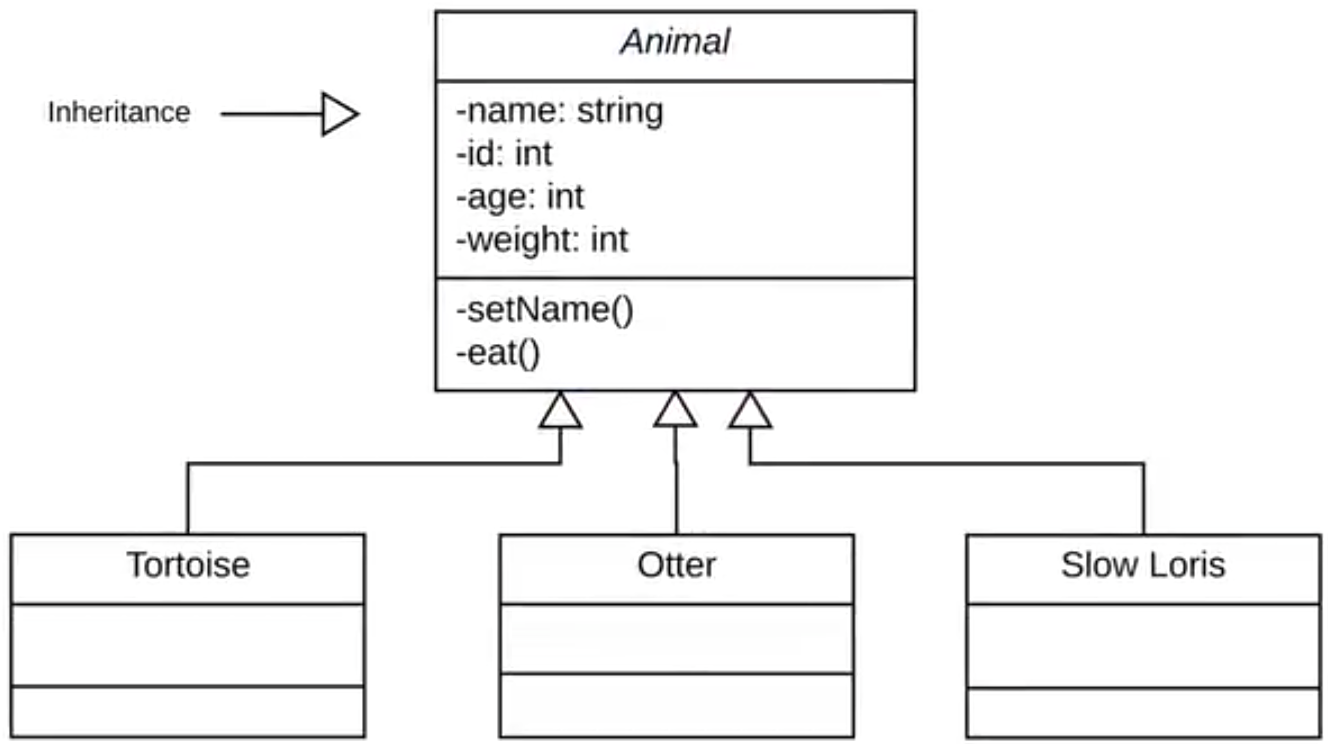 Animal
Inheritance
-name: string
-id: int
-age: int
-weight: int
-setName()
-eat()
Tortoise
Otter
Slow Loris